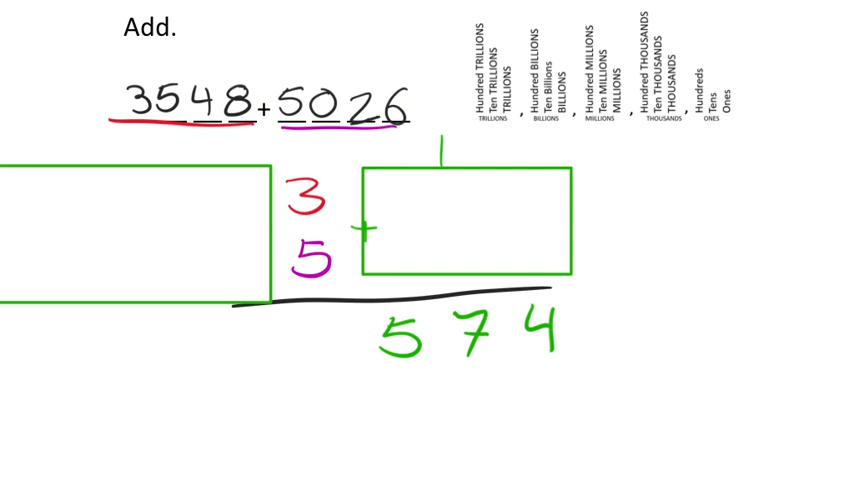 Add.
3548+5026
Hundred TRILLIONS
Ten TRILLIONS
TRILLIONS
TRILLIONS
,
Hundred BILLIONS
Ten Billions
BILLIONS
BILLIONS
,
Hundred MILLIONS
Ten MILLIONS
MILLIONS
MILLIONS
,
Hundred THOUSANDS
Ten THOUSANDS
THOUSANDS
THOUSANDS
,
Hundreds
Tens
Ones
ONES
1
3
+
5
574